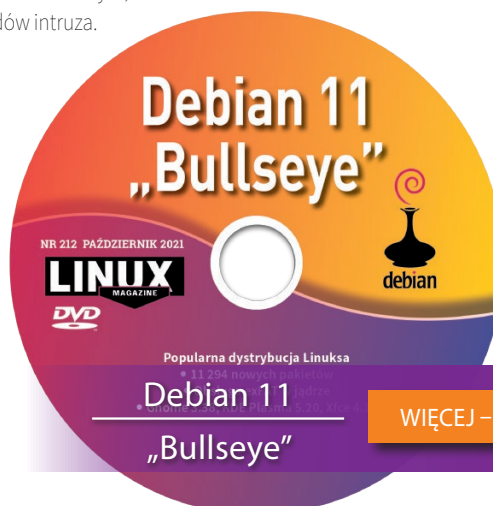 dów intruza.
Debian 11
„Bullseye”
NR 212 PAŹDZIERNIK 2021
LINUX
MAGAZINE
DVD
debian
Popularna dystrybucja Linuksa
• 11 294 nowych pakietów
Debian 11
„Bullseye”
WIĘCEJ –